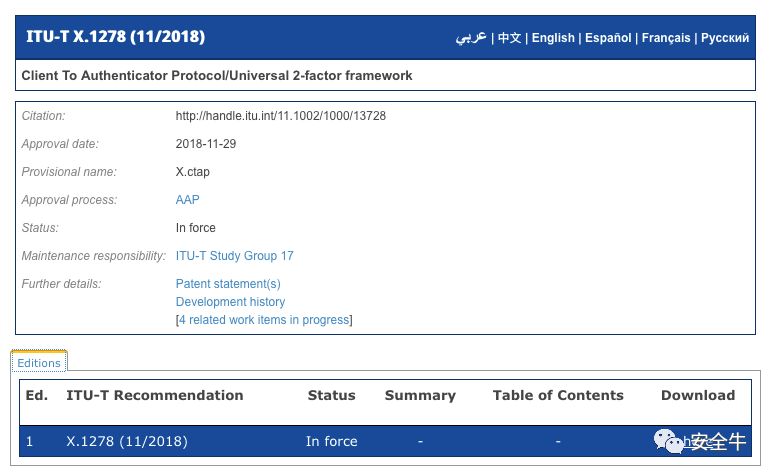 ITU-T X.1278 (11/2018)
عربي | 中文 | English | Español | Français | Русский
Client To Authenticator Protocol/Universal 2-factor framework
Citation: http://handle.itu.int/11.1002/1000/13728
Approval date: 2018-11-29
Provisional name: X.ctap
Approval process: AAP
Status: In force
Maintenance responsibility: ITU-T Study Group 17
Further details: Patent statement(s)
Development history
[4 related work items in progress]
Editions
Ed. ITU-T Recommendation Status Summary Table of Contents Download
1 X.1278 (11/2018) In force - - here
安全牛